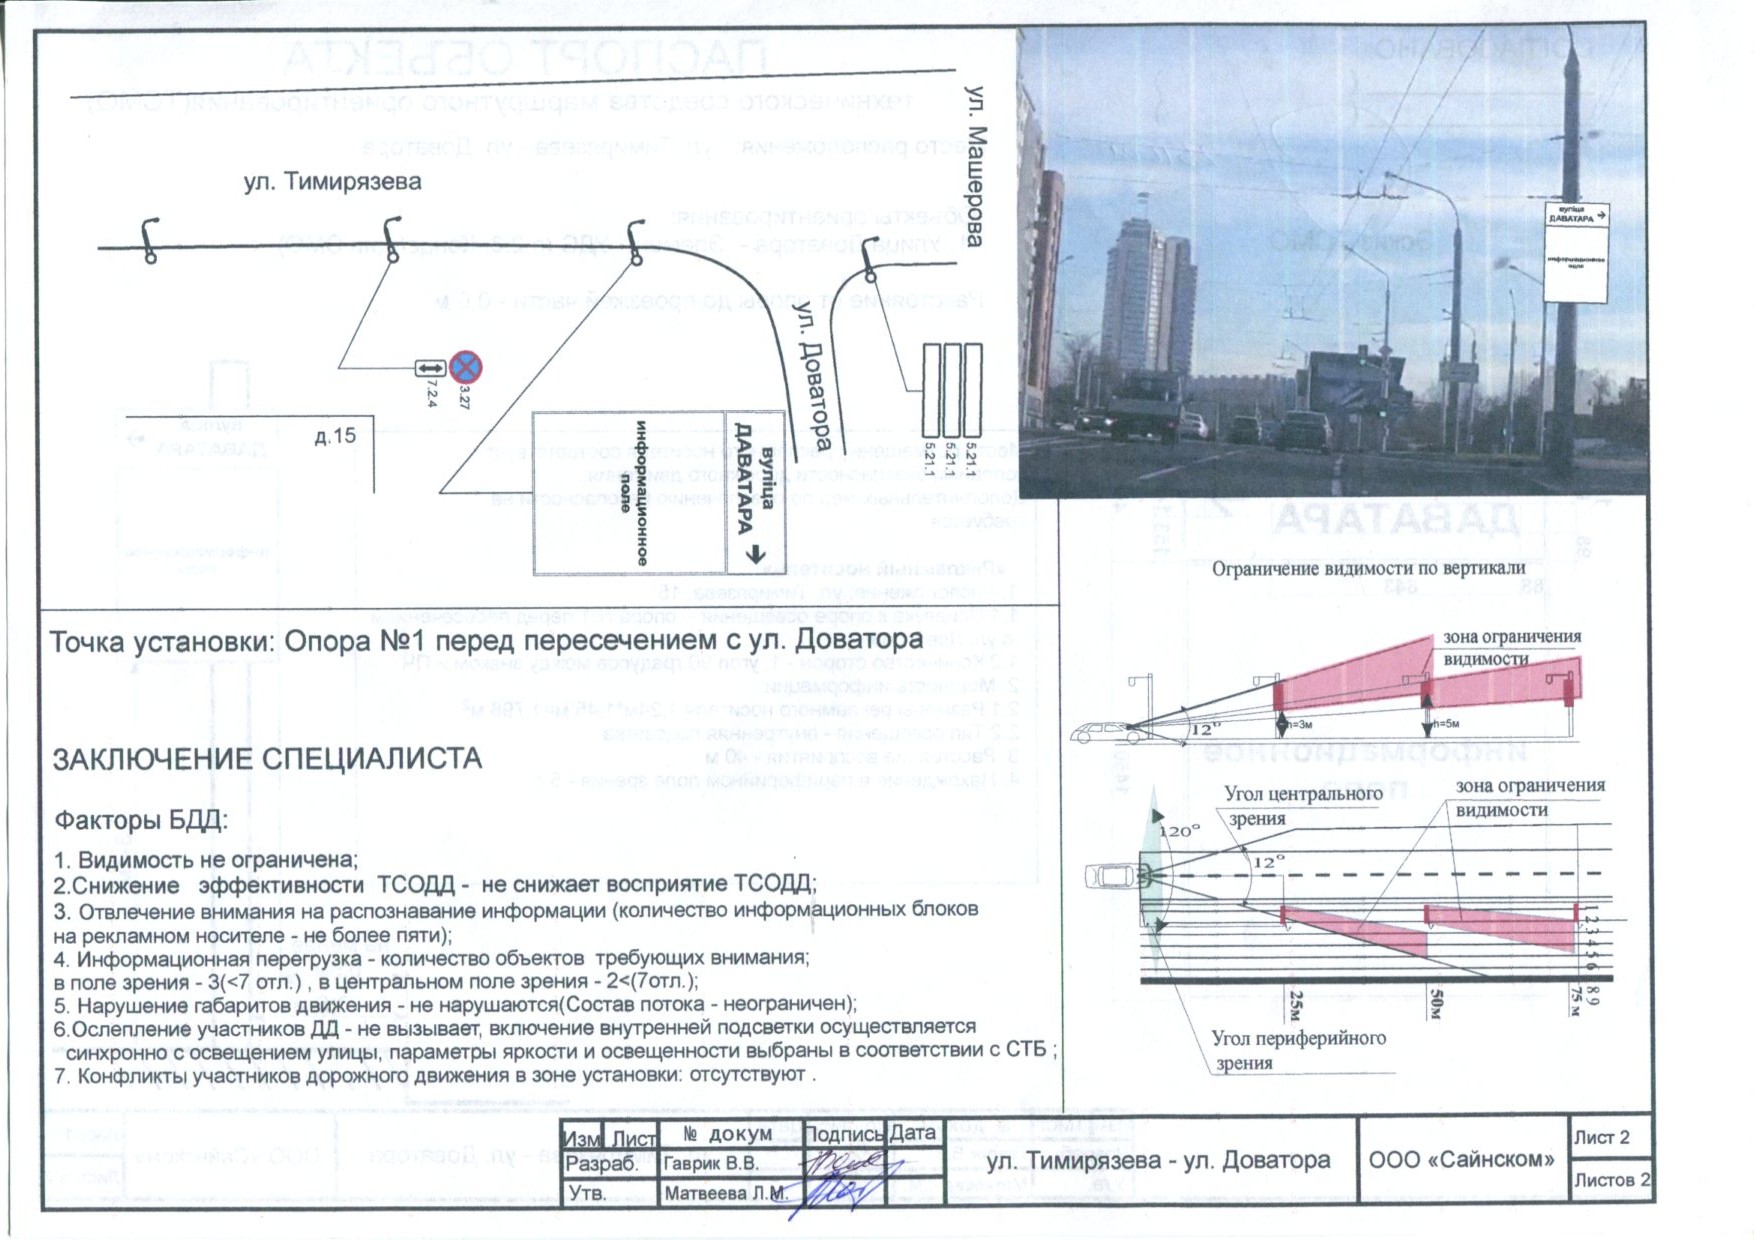 ул. Тимирязева
ул. Машерова
ул. Доватора
7.2.4
3.27
д.15
вуліца
ДАВАТАРА
информационное
поле
5.21.1
5.21.1
5.21.1
вуліца
ДАВАТАРА
информационное
поле
Точка установки: Опора №1 перед пересечением с ул. Доватора
ЗАКЛЮЧЕНИЕ СПЕЦИАЛИСТА
Факторы БДД:
1. Видимость не ограничена;
2.Снижение эффективности ТСОДД - не снижает восприятие ТСОДД;
3. Отвлечение внимания на распознавание информации (количество информационных блоков
на рекламном носителе - не более пяти);
4. Информационная перегрузка - количество объектов требующих внимания;
в поле зрения - 3(<7 отл.) , в центральном поле зрения - 2<(7отл.);
5. Нарушение габаритов движения - не нарушаются(Состав потока - неограничен);
6.Ослепление участников ДД - не вызывает, включение внутренней подсветки осуществляется
синхронно с освещением улицы, параметры яркости и освещенности выбраны в соответствии с СТБ ;
7. Конфликты участников дорожного движения в зоне установки: отсутствуют .
Ограничение видимости по вертикали
зона ограничения
видимости
12°
h=3м
h=5м
Угол центрального
зрения
зона ограничения
видимости
120°
12°
1 2 3 4 5 6 8 9
25м
50м
75 м
Угол периферийного
зрения
Изм Лист № докум Подпись Дата
Разраб. Гаврик В.В.
Утв. Матвеева Л.М.
ул. Тимирязева - ул. Доватора
ООО «Сайнском»
Лист 2
Листов 2